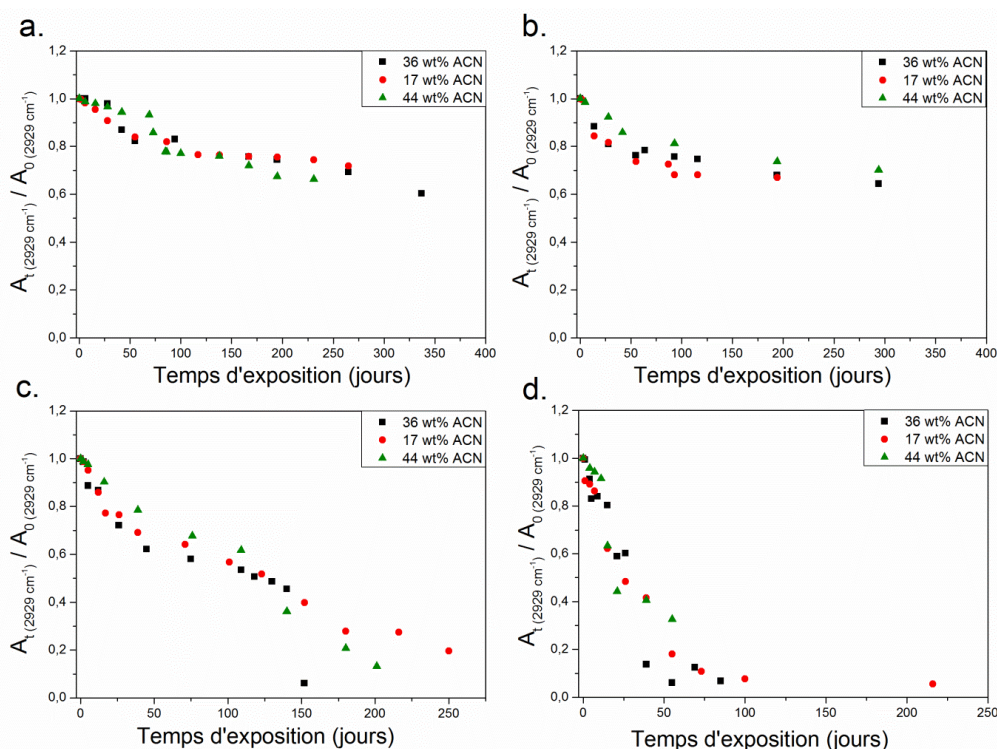 a.
1,2
1,0
0,8
0,6
0,4
0,2
0,0
A t (2929 cm⁻¹) / A 0 (2929 cm⁻¹)
36 wt% ACN
17 wt% ACN
44 wt% ACN
0 50 100 150 200 250 300 350 400
Temps d'exposition (jours)
b.
1,2
1,0
0,8
0,6
0,4
0,2
0,0
A t (2929 cm⁻¹) / A 0 (2929 cm⁻¹)
36 wt% ACN
17 wt% ACN
44 wt% ACN
0 50 100 150 200 250 300 350 400
Temps d'exposition (jours)
c.
1,2
1,0
0,8
0,6
0,4
0,2
0,0
A t (2929 cm⁻¹) / A 0 (2929 cm⁻¹)
36 wt% ACN
17 wt% ACN
44 wt% ACN
0 50 100 150 200 250
Temps d'exposition (jours)
d.
1,2
1,0
0,8
0,6
0,4
0,2
0,0
A t (2929 cm⁻¹) / A 0 (2929 cm⁻¹)
36 wt% ACN
17 wt% ACN
44 wt% ACN
0 50 100 150 200 250
Temps d'exposition (jours)